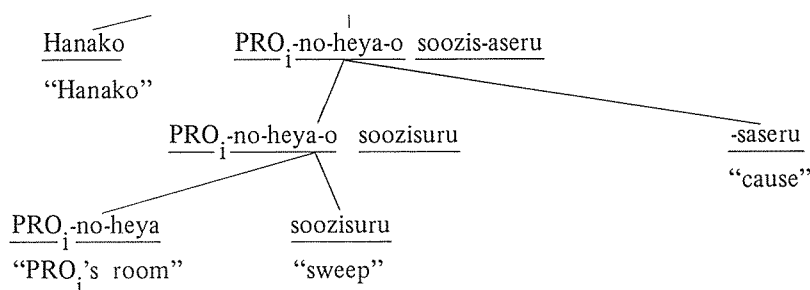 Hanako PROi-no-heya-o soozis-aseru
“Hanako”
PROi-no-heya-o soozisuru -saseru
“cause”
PROi-no-heya soozisuru
“PROi’s room” “sweep”